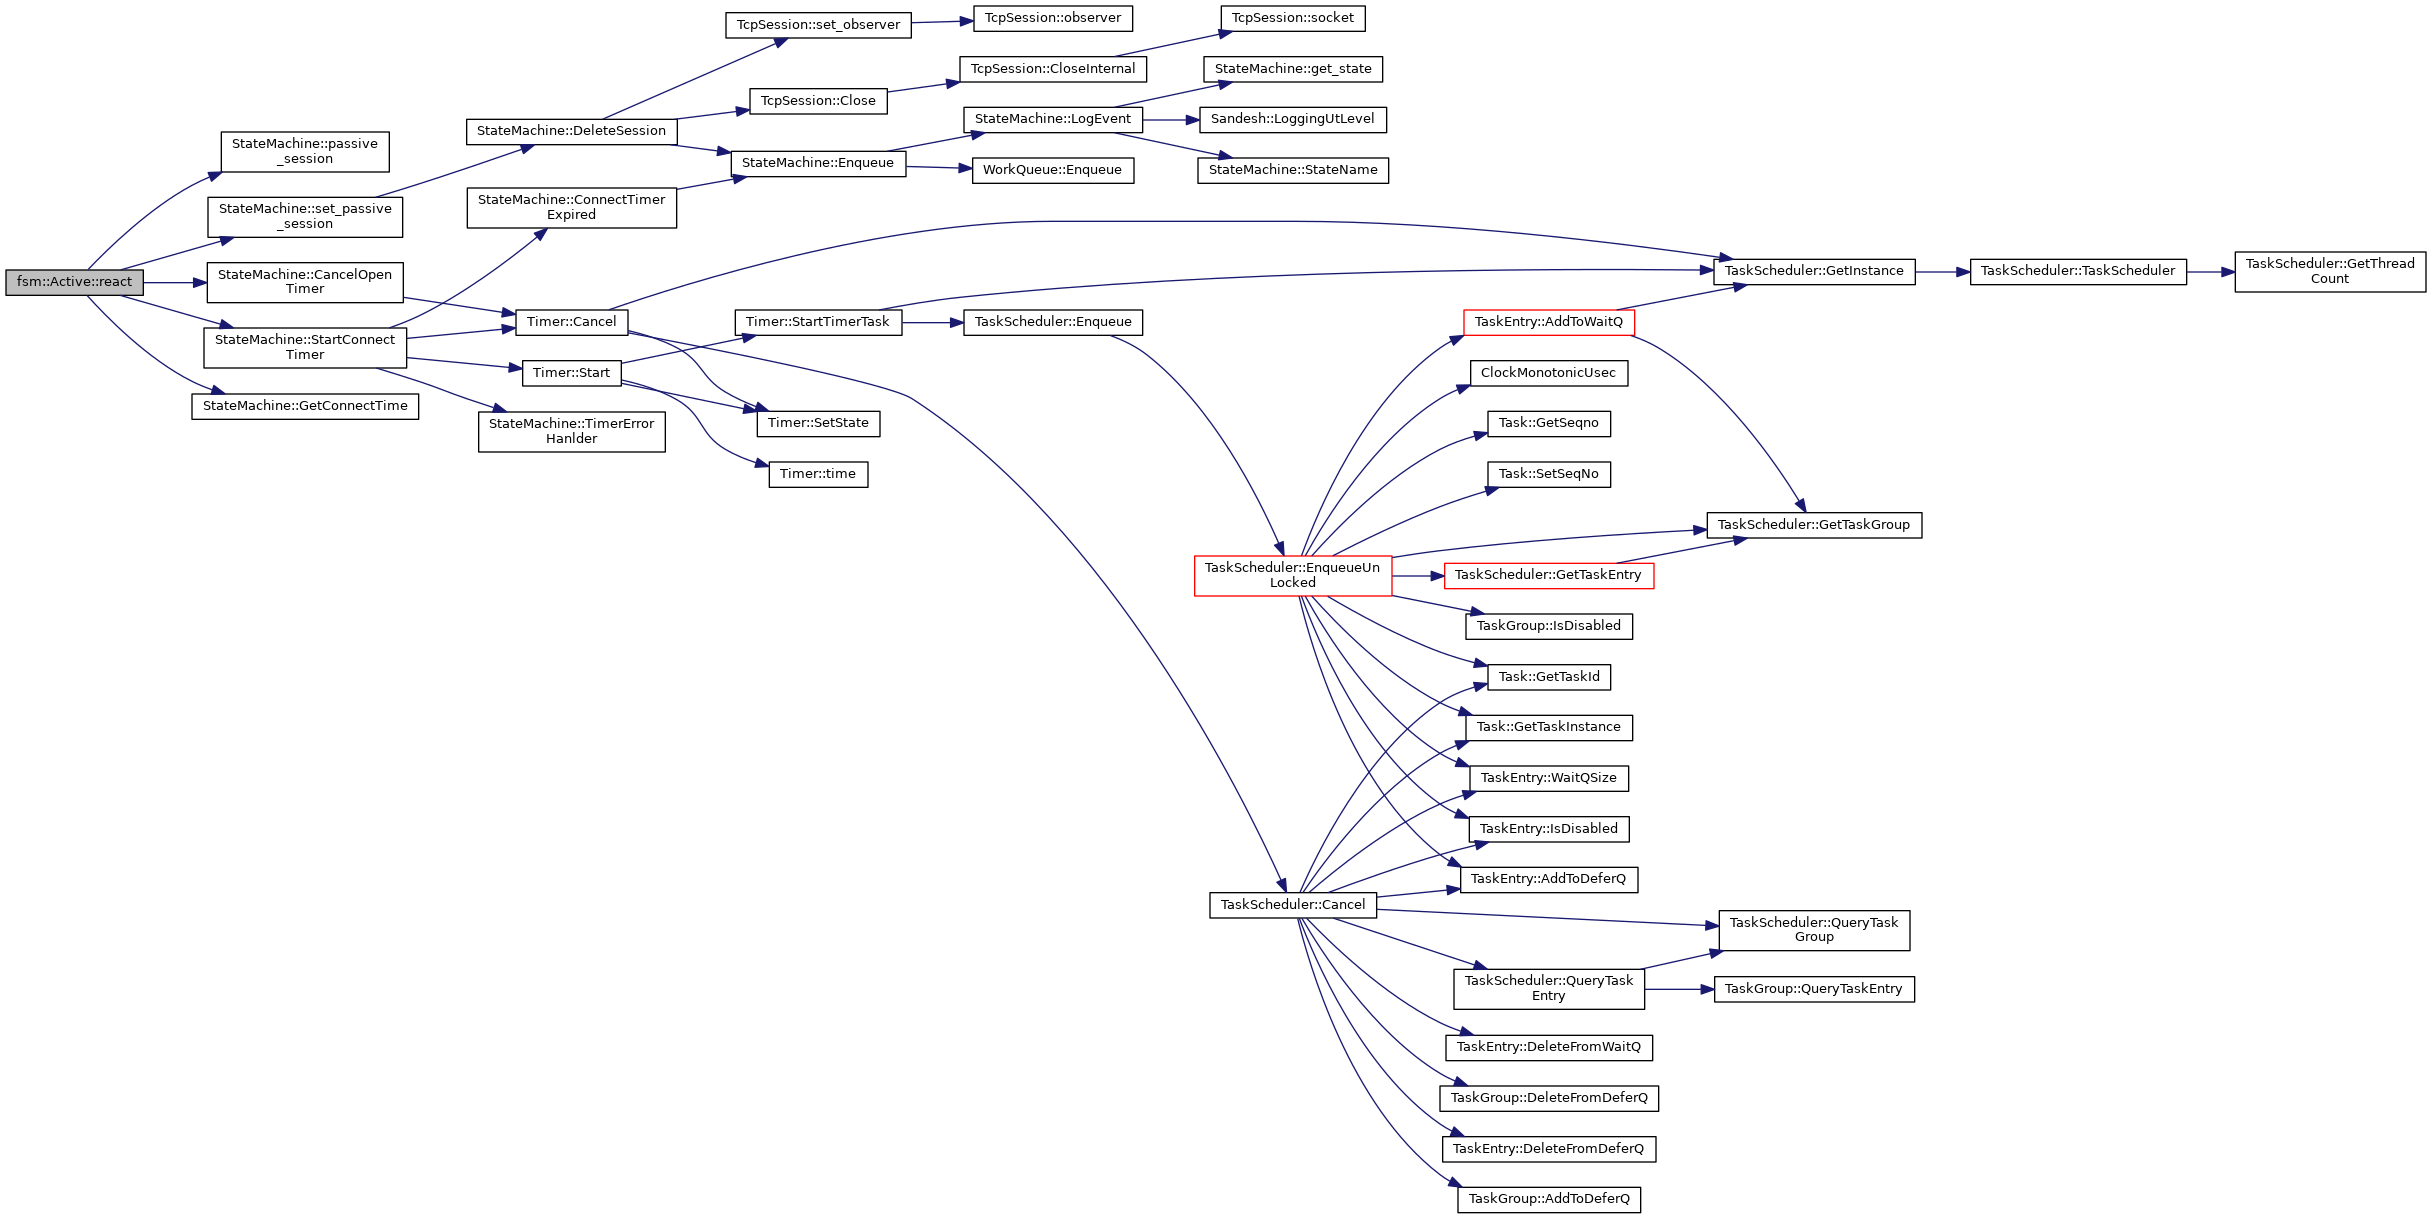 fsm::Active::react
StateMachine::passive
_session
StateMachine::set_passive
_session
StateMachine::CancelOpen
Timer
StateMachine::StartConnect
Timer
StateMachine::GetConnectTime
StateMachine::DeleteSession
StateMachine::ConnectTimer
Expired
Timer::Cancel
Timer::Start
StateMachine::TimerError
Hanlder
TcpSession::set_observer
TcpSession::Close
StateMachine::Enqueue
Timer::StartTimerTask
Timer::SetState
Timer::time
TcpSession::observer
TcpSession::CloseInternal
StateMachine::LogEvent
WorkQueue::Enqueue
TaskScheduler::Enqueue
TcpSession::socket
StateMachine::get_state
Sandesh::LoggingUtLevel
StateMachine::StateName
TaskScheduler::EnqueueUn
Locked
TaskScheduler::Cancel
TaskEntry::AddToWaitQ
ClockMonotonicUsec
Task::GetSeqno
Task::SetSeqNo
TaskScheduler::GetTaskEntry
TaskGroup::IsDisabled
Task::GetTaskId
Task::GetTaskInstance
TaskEntry::WaitQSize
TaskEntry::IsDisabled
TaskEntry::AddToDeferQ
TaskScheduler::QueryTask
Entry
TaskEntry::DeleteFromWaitQ
TaskGroup::DeleteFromDeferQ
TaskEntry::DeleteFromDeferQ
TaskGroup::AddToDeferQ
TaskScheduler::GetInstance
TaskScheduler::GetTaskGroup
TaskScheduler::QueryTask
Group
TaskGroup::QueryTaskEntry
TaskScheduler::TaskScheduler
TaskScheduler::GetThread
Count